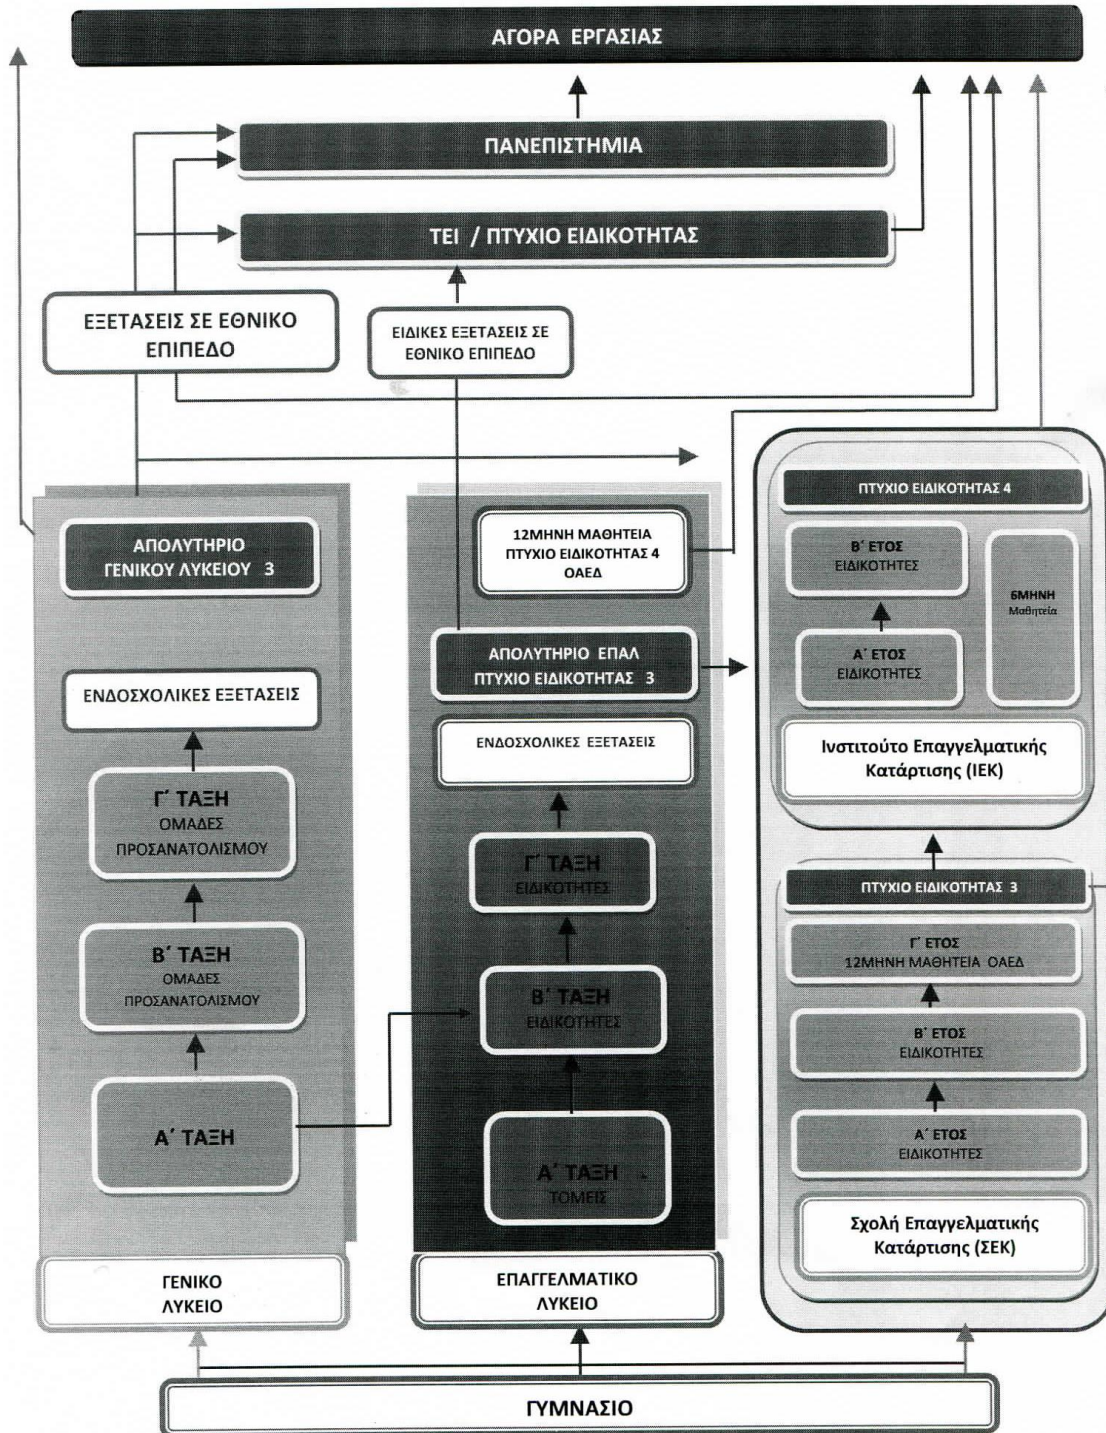 ΑΓΟΡΑ ΕΡΓΑΣΙΑΣ
ΠΑΝΕΠΙΣΤΗΜΙΑ
ΤΕΙ / ΠΤΥΧΙΟ ΕΙΔΙΚΟΤΗΤΑΣ
ΕΞΕΤΑΣΕΙΣ ΣΕ ΕΘΝΙΚΟ
ΕΠΙΠΕΔΟ
ΕΙΔΙΚΕΣ ΕΞΕΤΑΣΕΙΣ ΣΕ
ΕΘΝΙΚΟ ΕΠΙΠΕΔΟ
ΑΠΟΛΥΤΗΡΙΟ
ΓΕΝΙΚΟΥ ΛΥΚΕΙΟΥ 3
ΕΝΔΟΣΧΟΛΙΚΕΣ ΕΞΕΤΑΣΕΙΣ
Γ΄ ΤΑΞΗ
ΟΜΑΔΕΣ
ΠΡΟΣΑΝΑΤΟΛΙΣΜΟΥ
Β΄ ΤΑΞΗ
ΟΜΑΔΕΣ
ΠΡΟΣΑΝΑΤΟΛΙΣΜΟΥ
Α΄ ΤΑΞΗ
ΓΕΝΙΚΟ
ΛΥΚΕΙΟ
12ΜΗΝΗ ΜΑΘΗΤΕΙΑ
ΠΤΥΧΙΟ ΕΙΔΙΚΟΤΗΤΑΣ 4
ΟΑΕΔ
ΑΠΟΛΥΤΗΡΙΟ ΕΠΑΛ
ΠΤΥΧΙΟ ΕΙΔΙΚΟΤΗΤΑΣ 3
ΕΝΔΟΣΧΟΛΙΚΕΣ ΕΞΕΤΑΣΕΙΣ
Γ΄ ΤΑΞΗ
ΕΙΔΙΚΟΤΗΤΕΣ
Β΄ ΤΑΞΗ
ΕΙΔΙΚΟΤΗΤΕΣ
Α΄ ΤΑΞΗ
ΤΟΜΕΙΣ
ΕΠΑΓΓΕΛΜΑΤΙΚΟ
ΛΥΚΕΙΟ
ΠΤΥΧΙΟ ΕΙΔΙΚΟΤΗΤΑΣ 4
Β΄ ΕΤΟΣ
ΕΙΔΙΚΟΤΗΤΕΣ
6ΜΗΝΗ
Μαθητεία
Α΄ ΕΤΟΣ
ΕΙΔΙΚΟΤΗΤΕΣ
Ινστιτούτο Επαγγελματικής
Κατάρτισης (ΙΕΚ)
ΠΤΥΧΙΟ ΕΙΔΙΚΟΤΗΤΑΣ 3
Γ΄ ΕΤΟΣ
12ΜΗΝΗ ΜΑΘΗΤΕΙΑ ΟΑΕΔ
Β΄ ΕΤΟΣ
ΕΙΔΙΚΟΤΗΤΕΣ
Α΄ ΕΤΟΣ
ΕΙΔΙΚΟΤΗΤΕΣ
Σχολή Επαγγελματικής
Κατάρτισης (ΣΕΚ)
ΓΥΜΝΑΣΙΟ